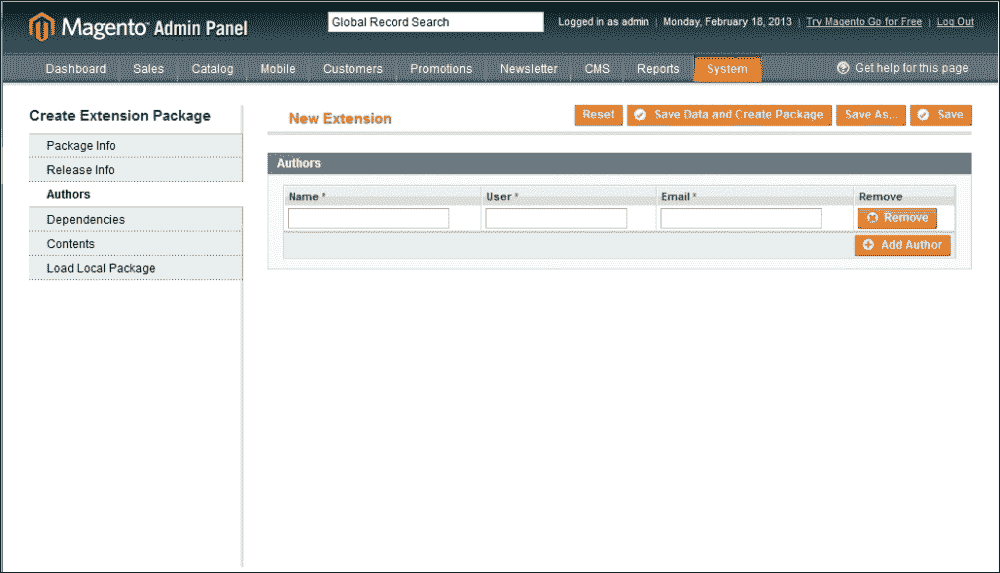 Magento Admin Panel
Global Record Search
Logged in as admin | Monday, February 18, 2013 | Try Magento Go for Free | Log Out
Dashboard Sales Catalog Mobile Customers Promotions Newsletter CMS Reports System Get help for this page
Create Extension Package
New Extension
Reset Save Data and Create Package Save As... Save
Package Info
Release Info
Authors
Dependencies
Contents
Load Local Package
Authors
Name * User * Email * Remove
Remove
Add Author